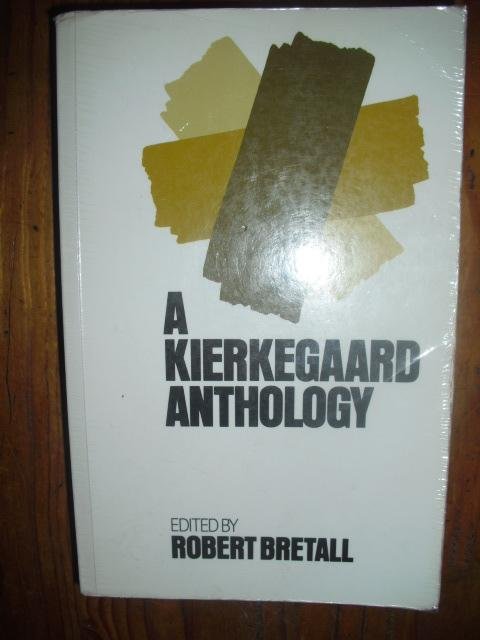 A
KIERKEGAARD
ANTHOLOGY
EDITED BY
ROBERT BRETALL